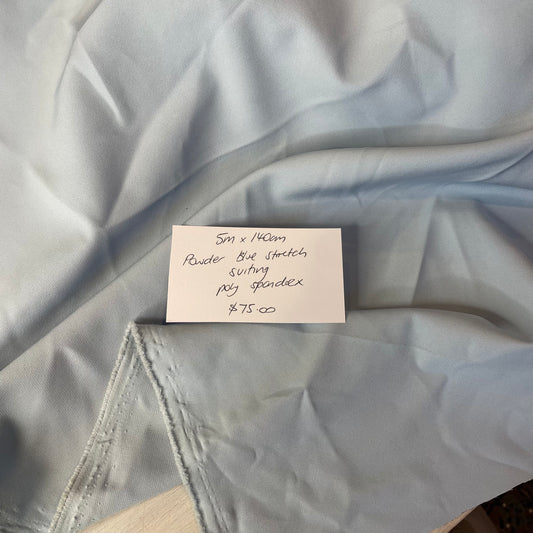 5m x 140cm
Powder Blue Stretch
suiting
poly spandex
$75.00